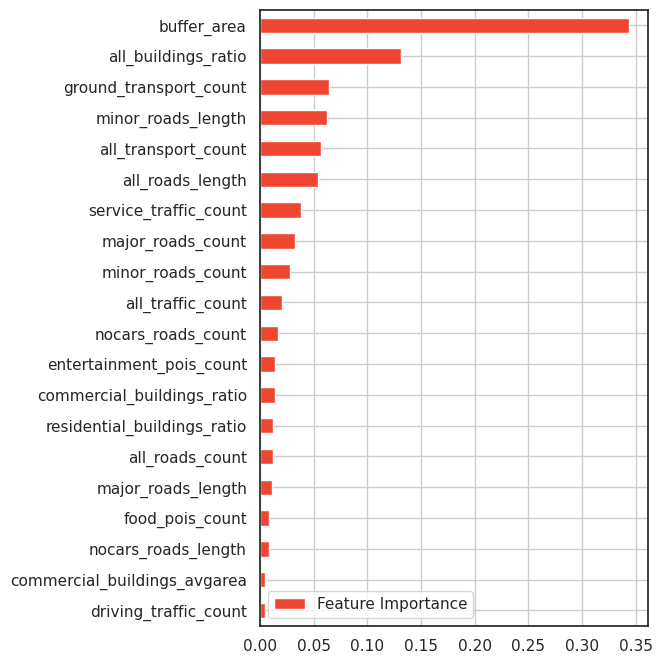 buffer_area
all_buildings_ratio
ground_transport_count
minor_roads_length
all_transport_count
all_roads_length
service_traffic_count
major_roads_count
minor_roads_count
all_traffic_count
nocars_roads_count
entertainment_pois_count
commercial_buildings_ratio
residential_buildings_ratio
all_roads_count
major_roads_length
food_pois_count
nocars_roads_length
commercial_buildings_avgarea
driving_traffic_count
Feature Importance
0.00 0.05 0.10 0.15 0.20 0.25 0.30 0.35